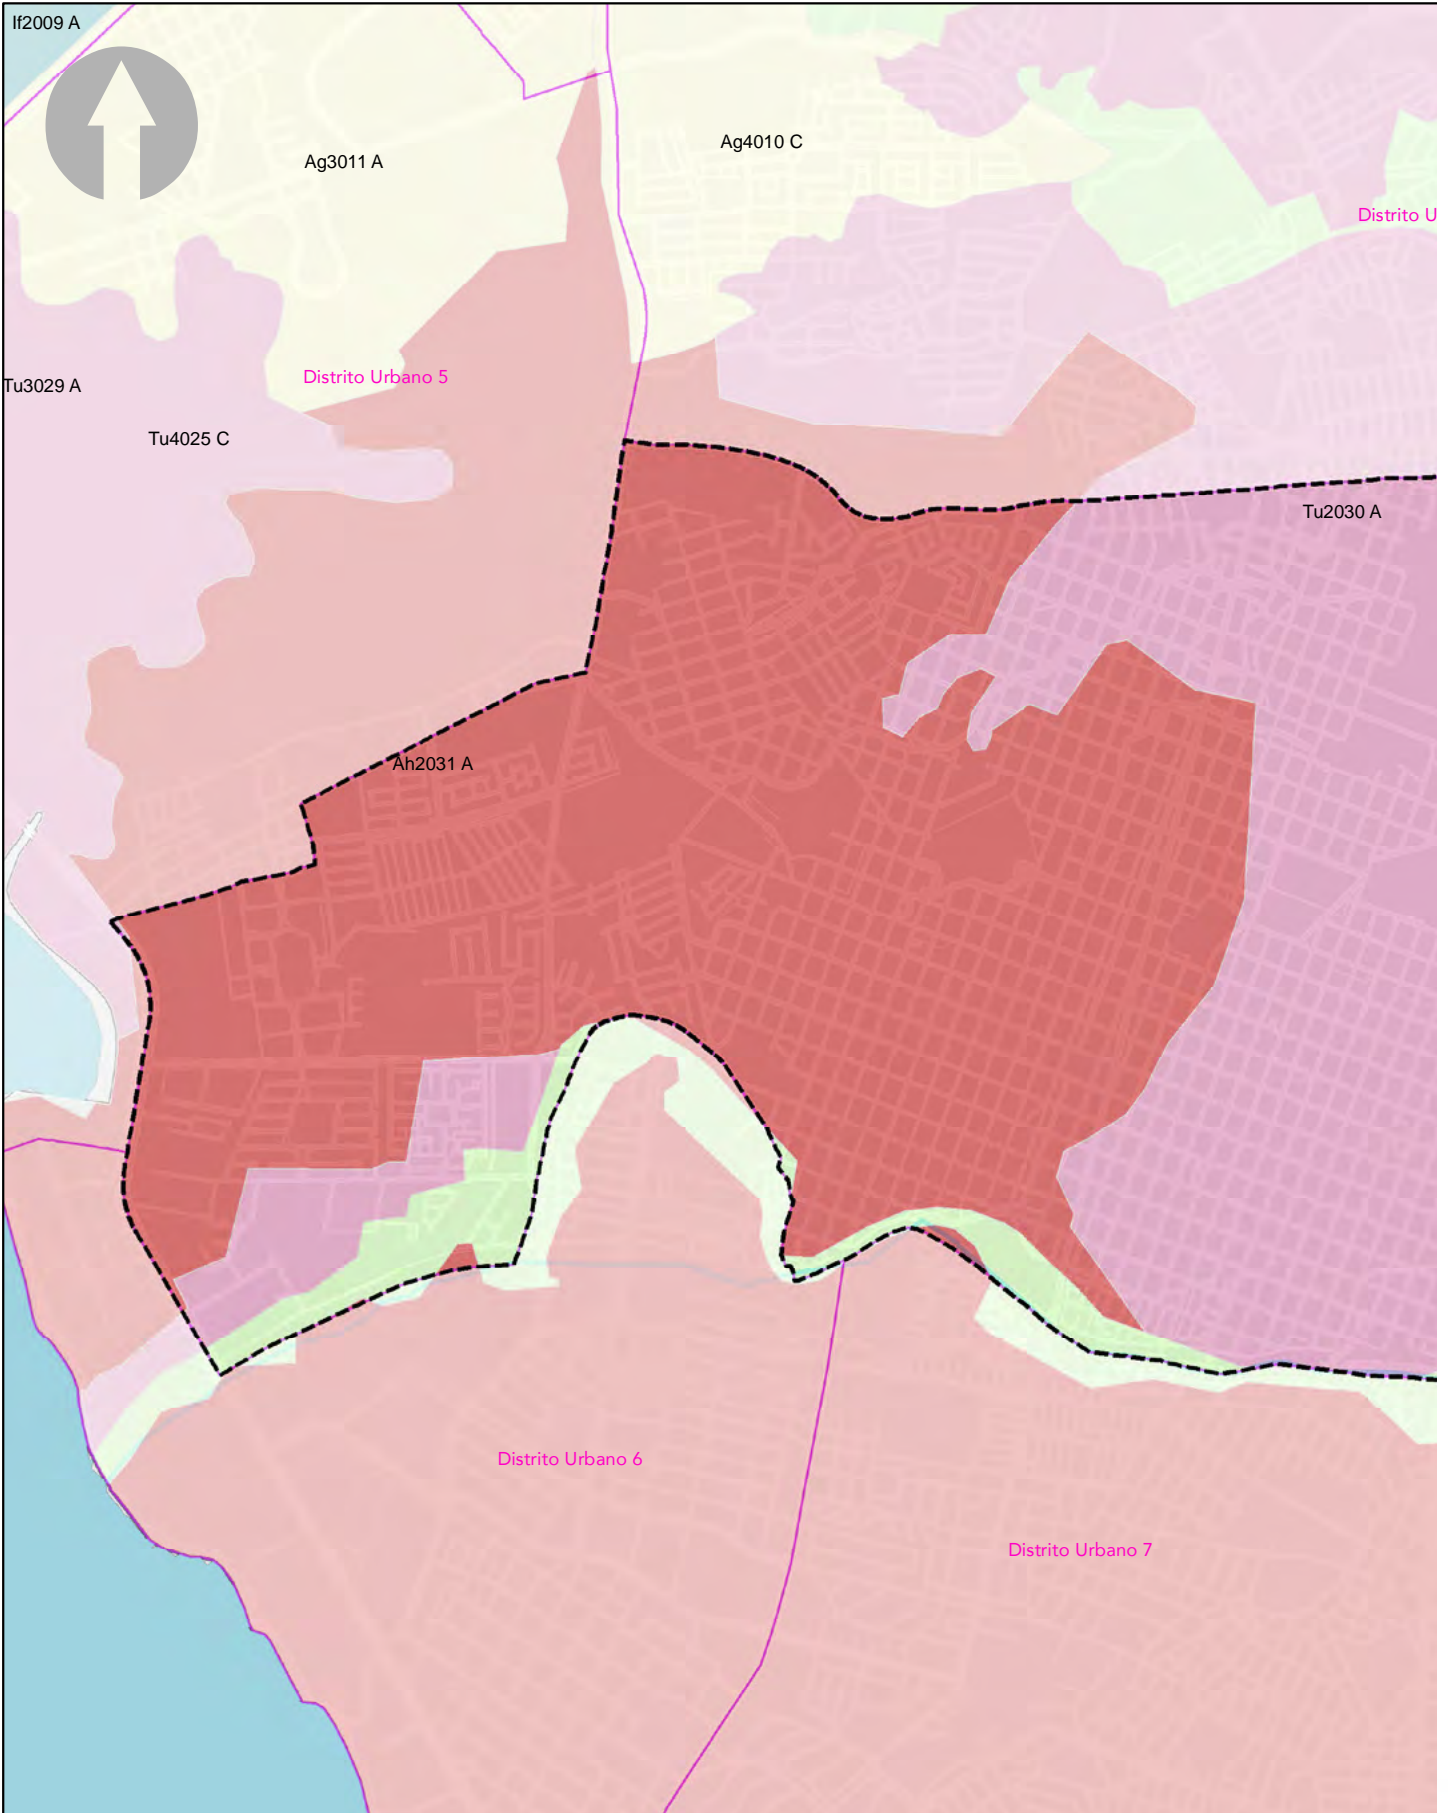 If2009 A
Ag4010 C
Ag3011 A
Distrito U
Distrito Urbano 5
Tu3029 A
Tu4025 C
Tu2030 A
Ah2031 A
Distrito Urbano 6
Distrito Urbano 7